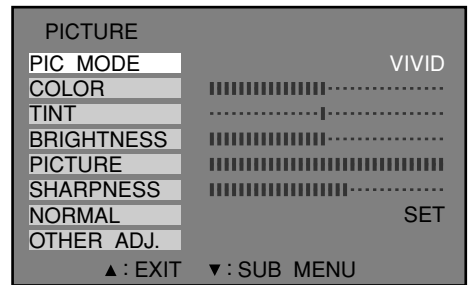 PICTURE
PIC MODE VIVID
COLOR
TINT
BRIGHTNESS
PICTURE
SHARPNESS
NORMAL SET
OTHER ADJ.
▲ : EXIT ▼ : SUB MENU